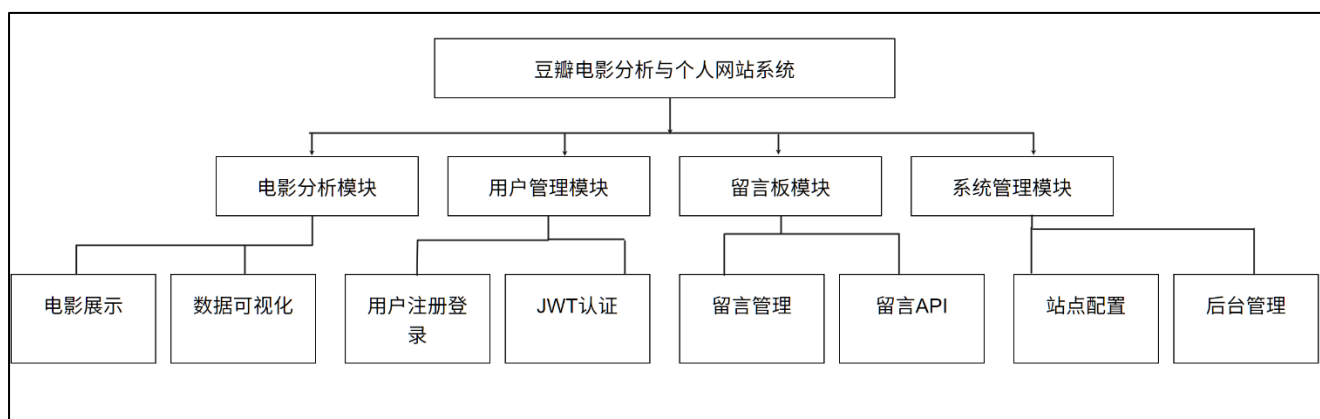 豆瓣电影分析与个人网站系统
电影分析模块
用户管理模块
留言板模块
系统管理模块
电影展示
数据可视化
用户注册登
录
JWT认证
留言管理
留言API
站点配置
后台管理